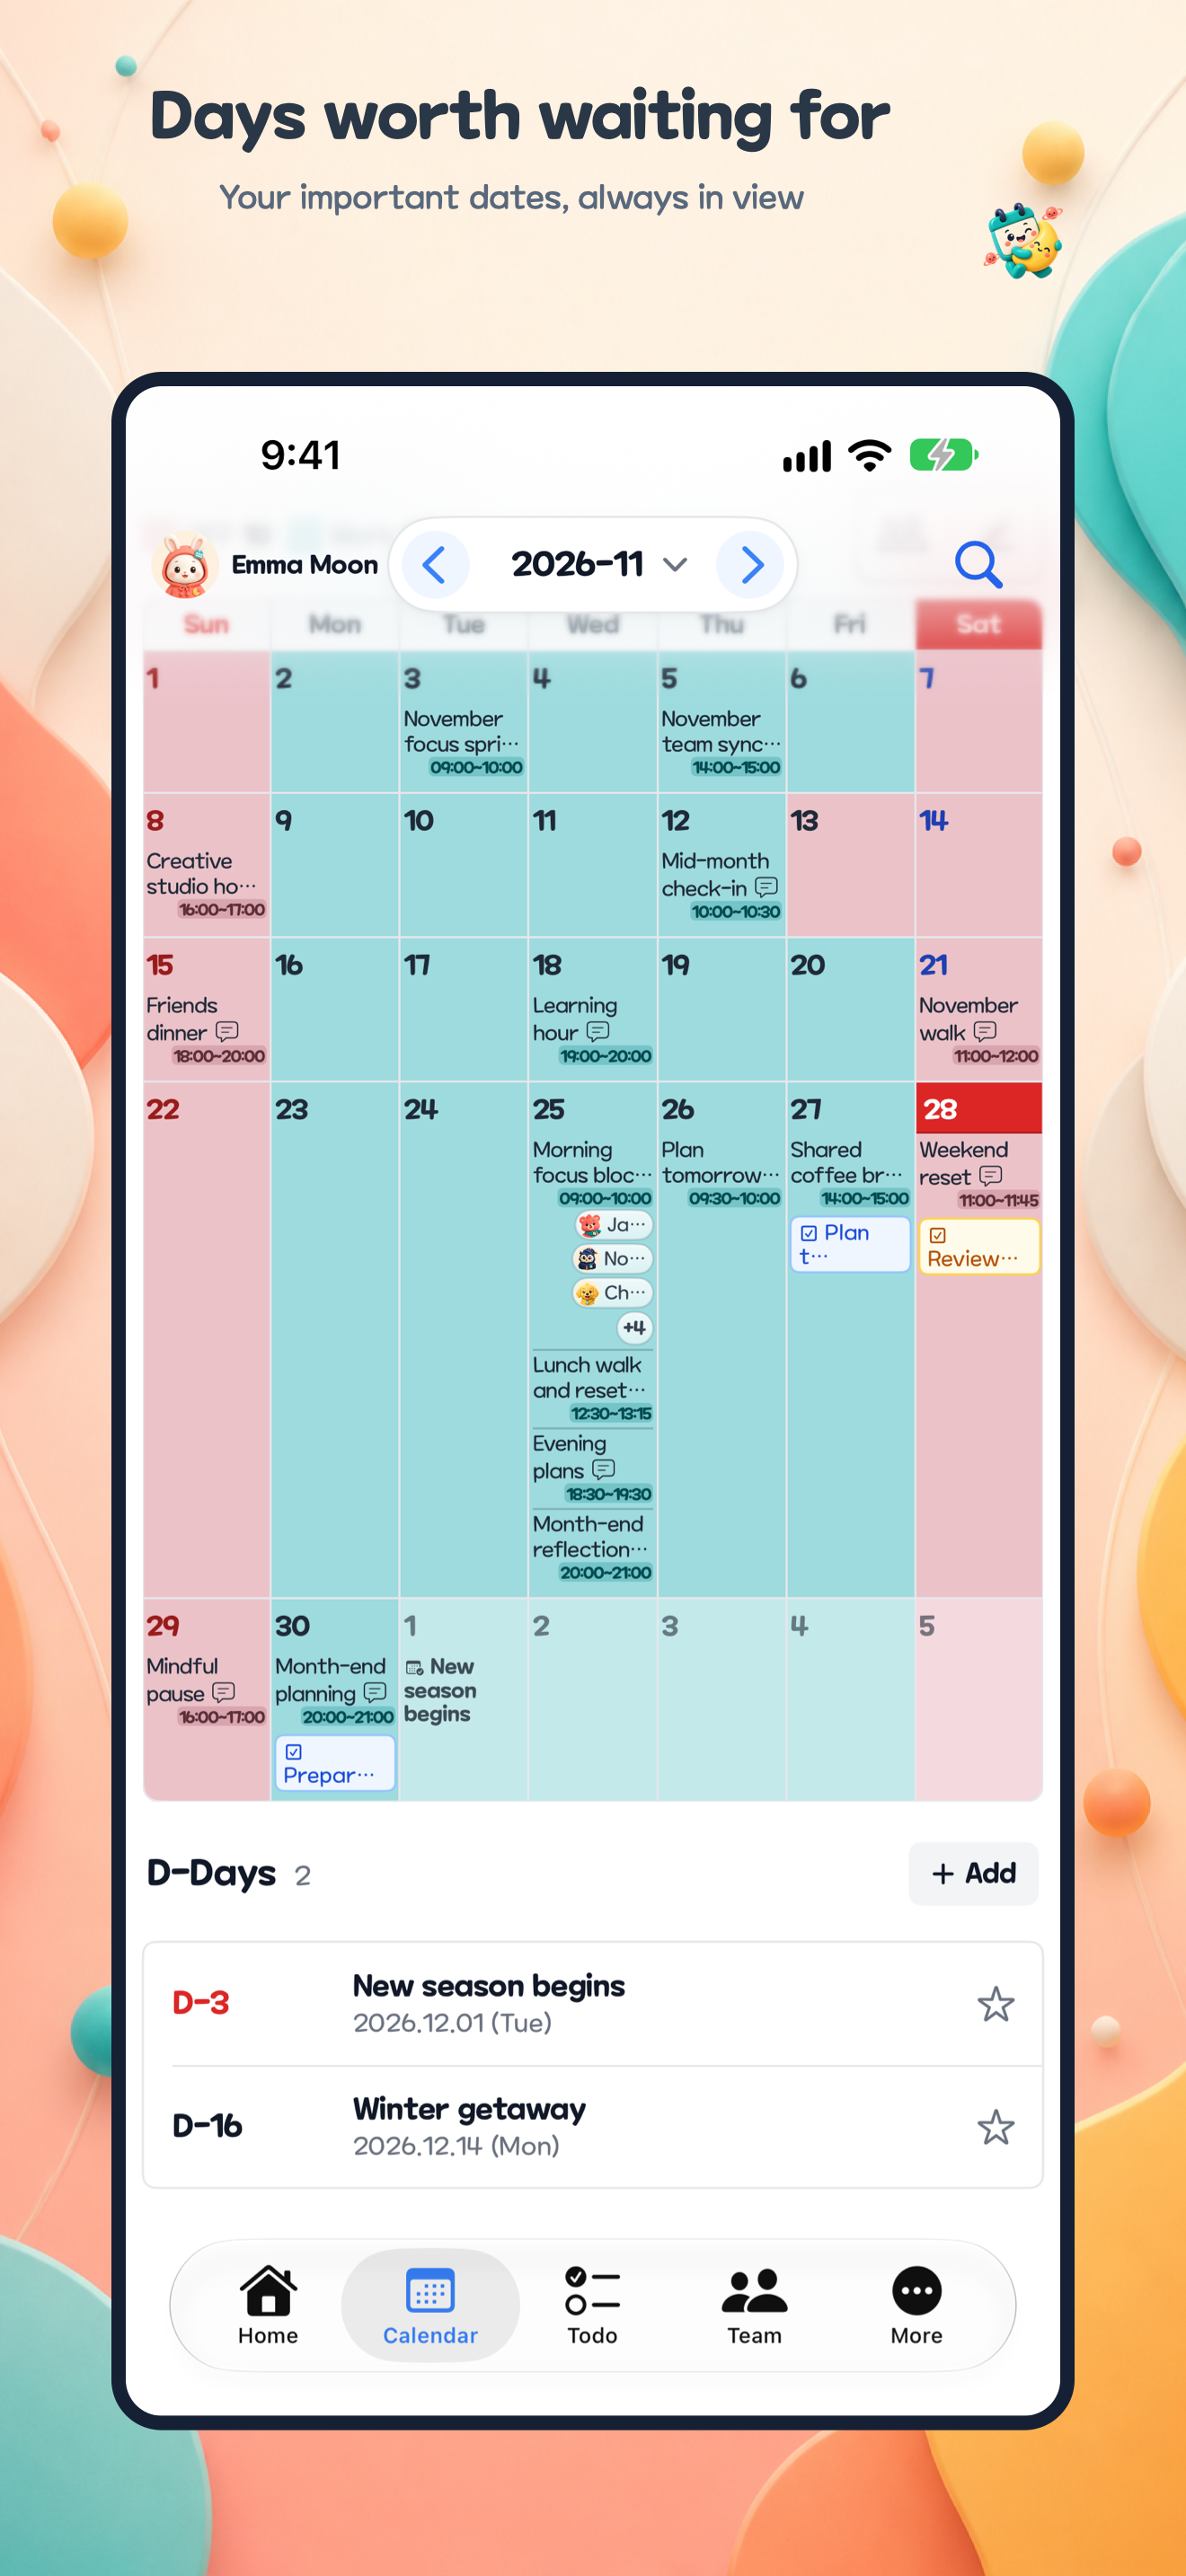 Days worth waiting for
Your important dates, always in view
9:41
Emma Moon
2026-11
Sun Mon Tue Wed Thu Fri Sat
1 2 3 4 5 6 7
November
focus spri…
09:00~10:00
November
team sync…
14:00~15:00
8 9 10 11 12 13 14
Creative
studio ho…
16:00~17:00
Mid-month
check-in
10:00~10:30
15 16 17 18 19 20 21
Friends
dinner
18:00~20:00
Learning
hour
19:00~20:00
November
walk
11:00~12:00
22 23 24 25 26 27 28
Morning
focus bloc…
09:00~10:00
Ja…
No…
Ch…
+4
Lunch walk
and reset…
12:30~13:15
Evening
plans
18:30~19:30
Month-end
reflection…
20:00~21:00
Plan
tomorrow…
09:30~10:00
Shared
coffee br…
14:00~15:00
Plan
t…
Weekend
reset
11:00~11:45
Review…
29 30 1 2 3 4 5
Mindful
pause
16:00~17:00
Month-end
planning
20:00~21:00
Prepar…
New
season
begins
D-Days 2
+ Add
D-3
New season begins
2026.12.01 (Tue)
D-16
Winter getaway
2026.12.14 (Mon)
Home Calendar Todo Team More